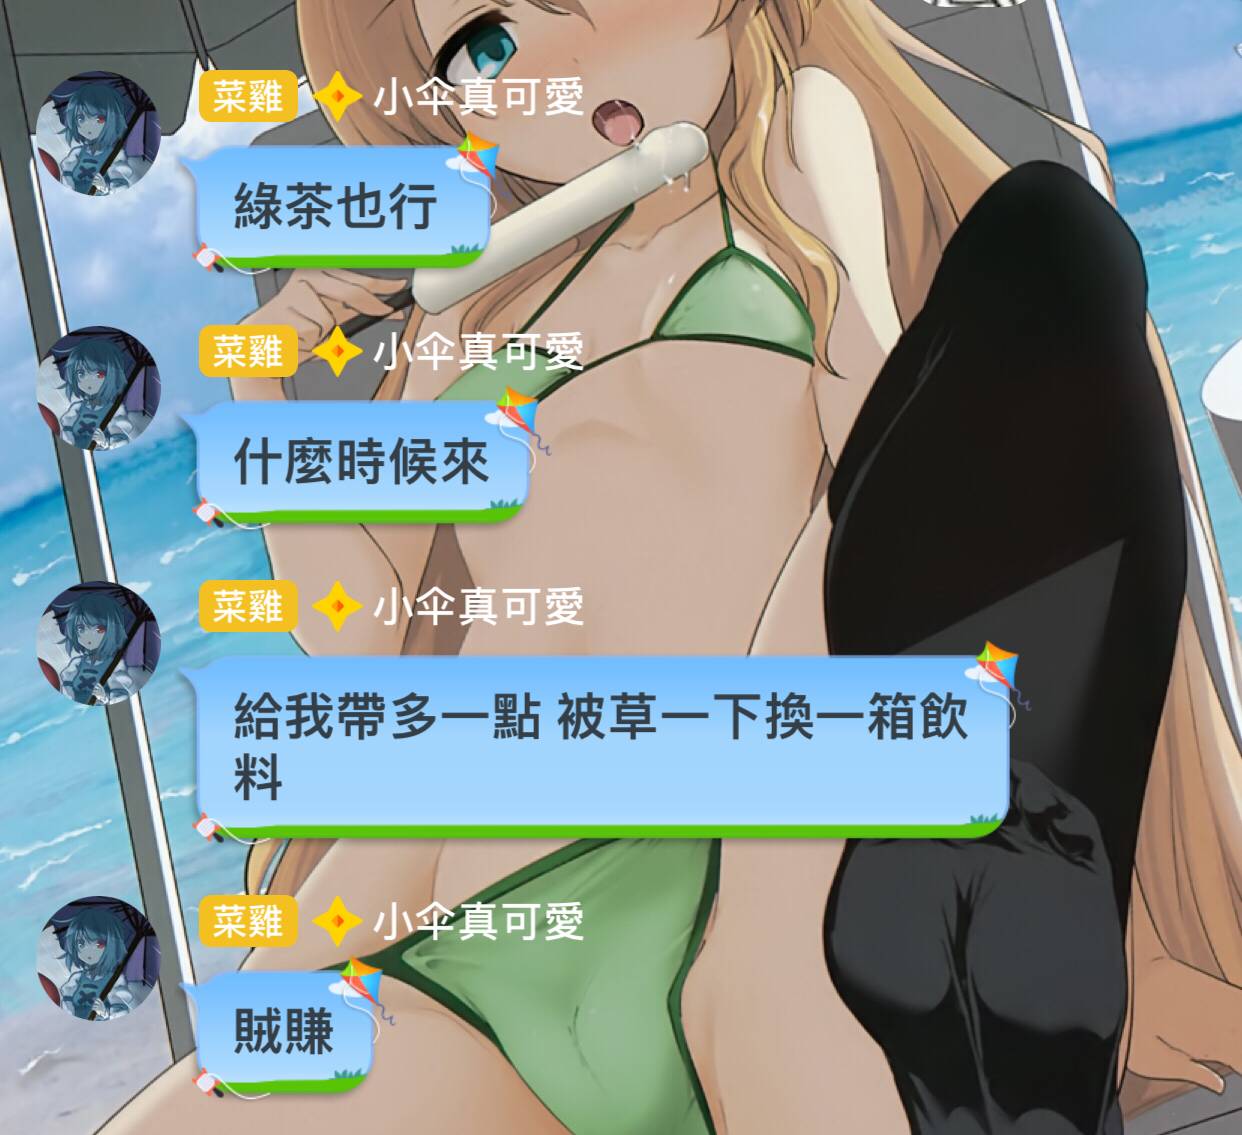 菜雞 小伞真可愛
綠茶也行
菜雞 小伞真可愛
什麼時候來
菜雞 小伞真可愛
給我帶多一點 被草一下換一箱飲
料
菜雞 小伞真可愛
賊賺